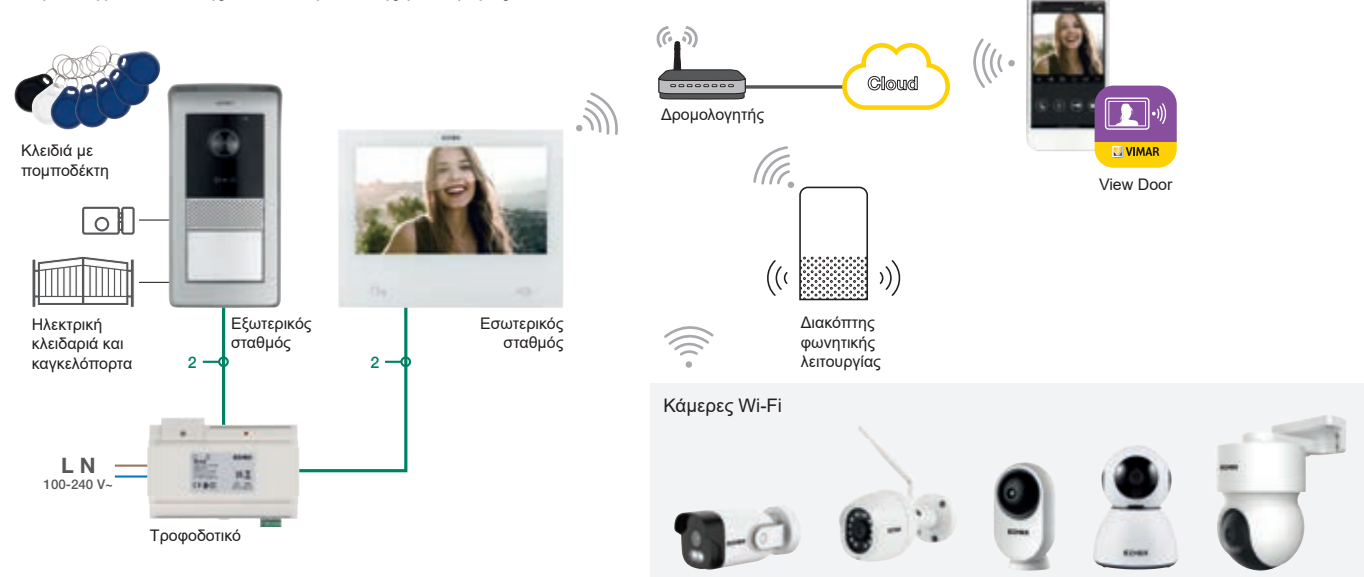 Κλειδιά με
πομποδέκτη
Ηλεκτρική
κλειδαριά και
καγκελόπορτα
Εξωτερικός
σταθμός
Εσωτερικός
σταθμός
2
2
L N
100-240 V~
Τροφοδοτικό
Δρομολογητής
Cloud
VIMAR
View Door
Διακόπτης
φωνητικής
λειτουργίας
Κάμερες Wi-Fi